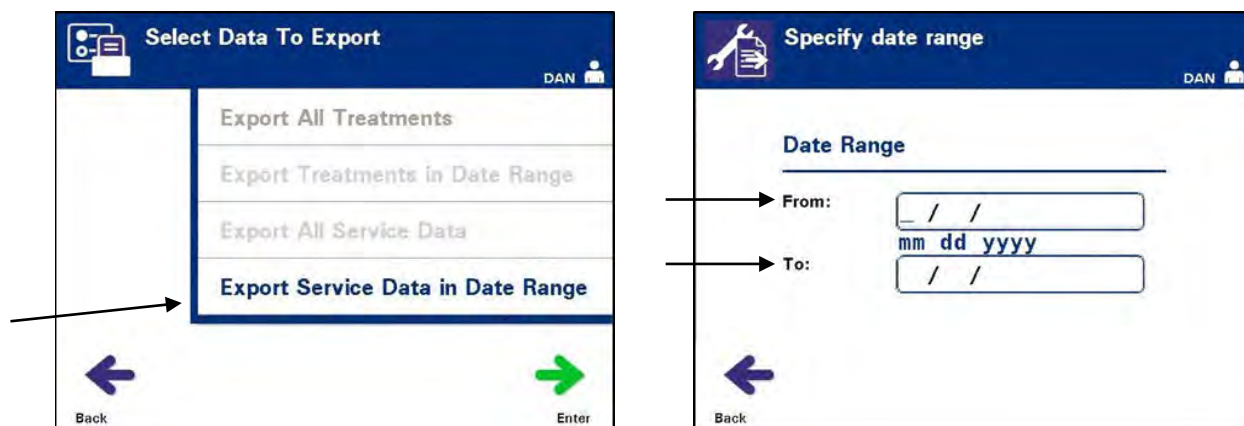 Select Data To Export
DAN
Export All Treatments
Export Treatments in Date Range
Export All Service Data
Export Service Data in Date Range
Back
Enter
Specify date range
DAN
Date Range
From:
_ / /
mm dd yyyy
To:
/ /
Back